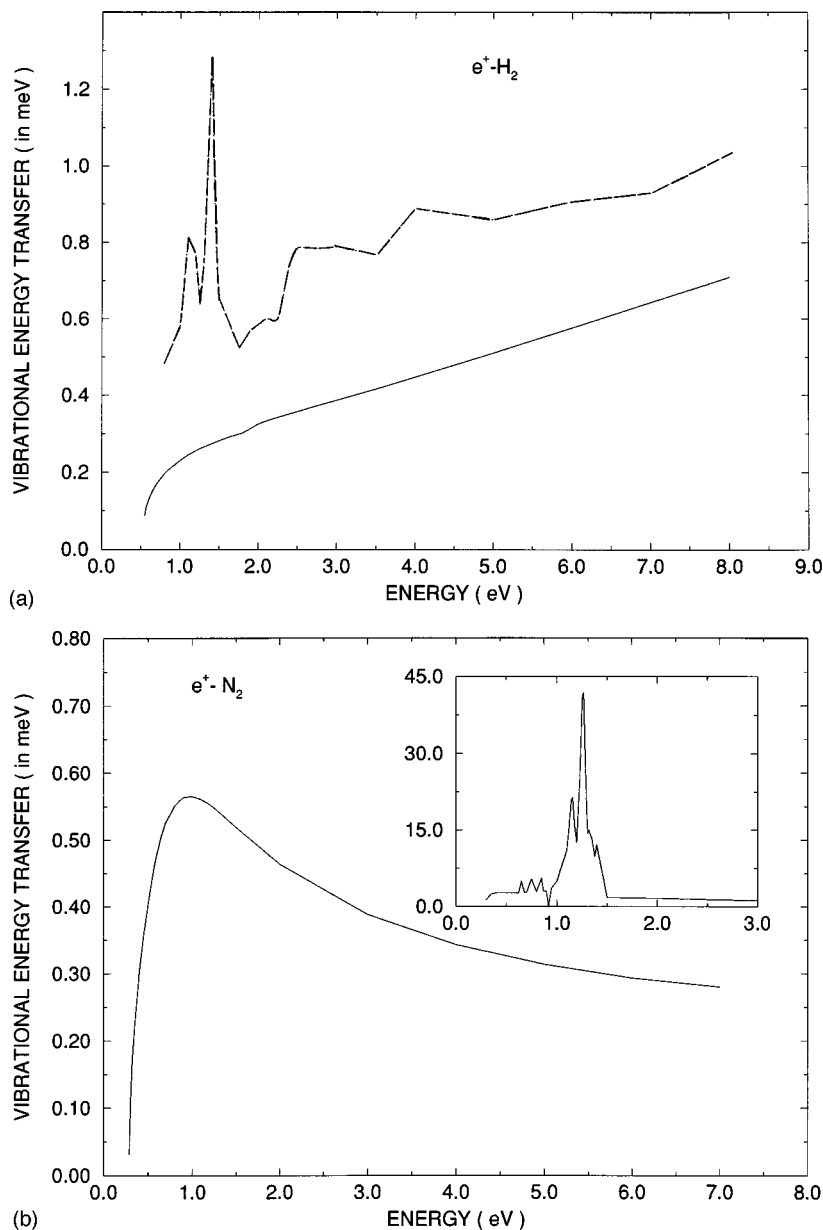 e+-H2
VIBRATIONAL ENERGY TRANSFER ( in meV )
1.2
1.0
0.8
0.6
0.4
0.2
0.0
0.0 1.0 2.0 3.0 4.0 5.0 6.0 7.0 8.0 9.0
ENERGY ( eV )
(a)
e+- N2
VIBRATIONAL ENERGY TRANSFER ( in meV )
0.80
0.70
0.60
0.50
0.40
0.30
0.20
0.10
0.00
45.0
30.0
15.0
0.0
0.0 1.0 2.0 3.0
0.0 1.0 2.0 3.0 4.0 5.0 6.0 7.0 8.0
ENERGY ( eV )
(b)